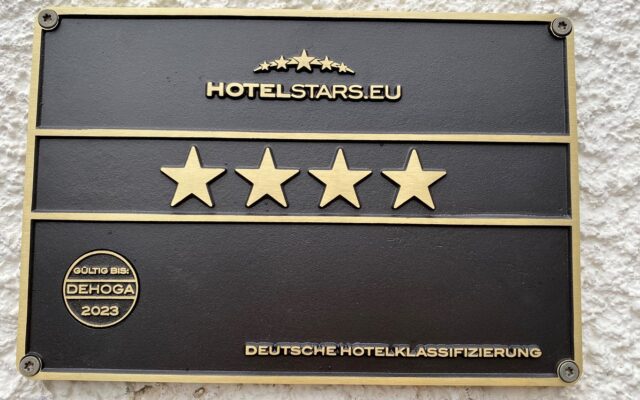 HOTELSTARS.EU
GÜLTIG BIS:
DEHOGA
2023
DEUTSCHE HOTELKLASSIFIZIERUNG